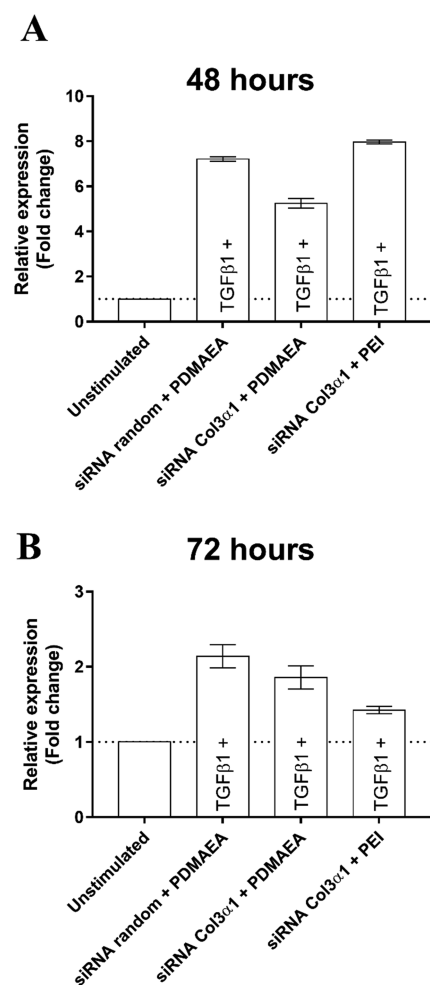 A
48 hours
Relative expression
(Fold change)
10
8
6
4
2
0
TGFβ1 +
TGFβ1 +
TGFβ1 +
Unstimulated
siRNA random + PDMAEA
siRNA Col3α1 + PDMAEA
siRNA Col3α1 + PEI
B
72 hours
Relative expression
(Fold change)
3
2
1
0
TGFβ1 +
TGFβ1 +
TGFβ1 +
Unstimulated
siRNA random + PDMAEA
siRNA Col3α1 + PDMAEA
siRNA Col3α1 + PEI